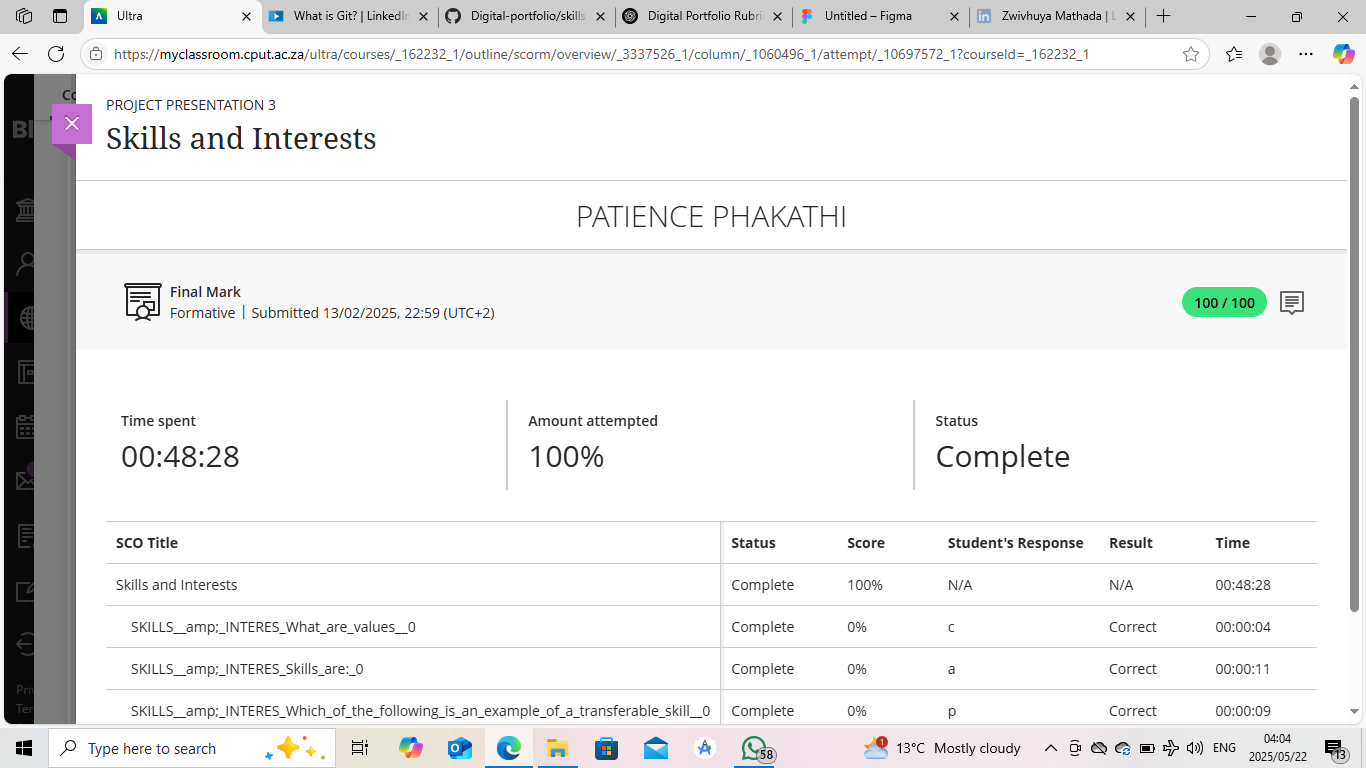 Ultra
What is Git? | LinkedIn
Digital-portfolio/skills
Digital Portfolio Rubri
Untitled – Figma
Zwivhuya Mathada | L
https://myclassroom.cput.ac.za/ultra/courses/_162232_1/outline/scorm/overview/_3337526_1/column/_1060496_1/attempt/_10697572_1?courseId=_162232_1
Co
Bl
PROJECT PRESENTATION 3
Skills and Interests
PATIENCE PHAKATHI
Final Mark
Formative | Submitted 13/02/2025, 22:59 (UTC+2)
100 / 100
Time spent
00:48:28
Amount attempted
100%
Status
Complete
SCO Title Status Score Student's Response Result Time
Skills and Interests Complete 100% N/A N/A 00:48:28
SKILLS__amp;_INTERES_What_are_values__0 Complete 0% c Correct 00:00:04
SKILLS__amp;_INTERES_Skills_are:_0 Complete 0% a Correct 00:00:11
SKILLS__amp;_INTERES_Which_of_the_following_is_an_example_of_a_transferable_skill__0 Complete 0% p Correct 00:00:09
Priv
Ter
Type here to search
58
1
13°C Mostly cloudy
ENG
04:04
2025/05/22
13